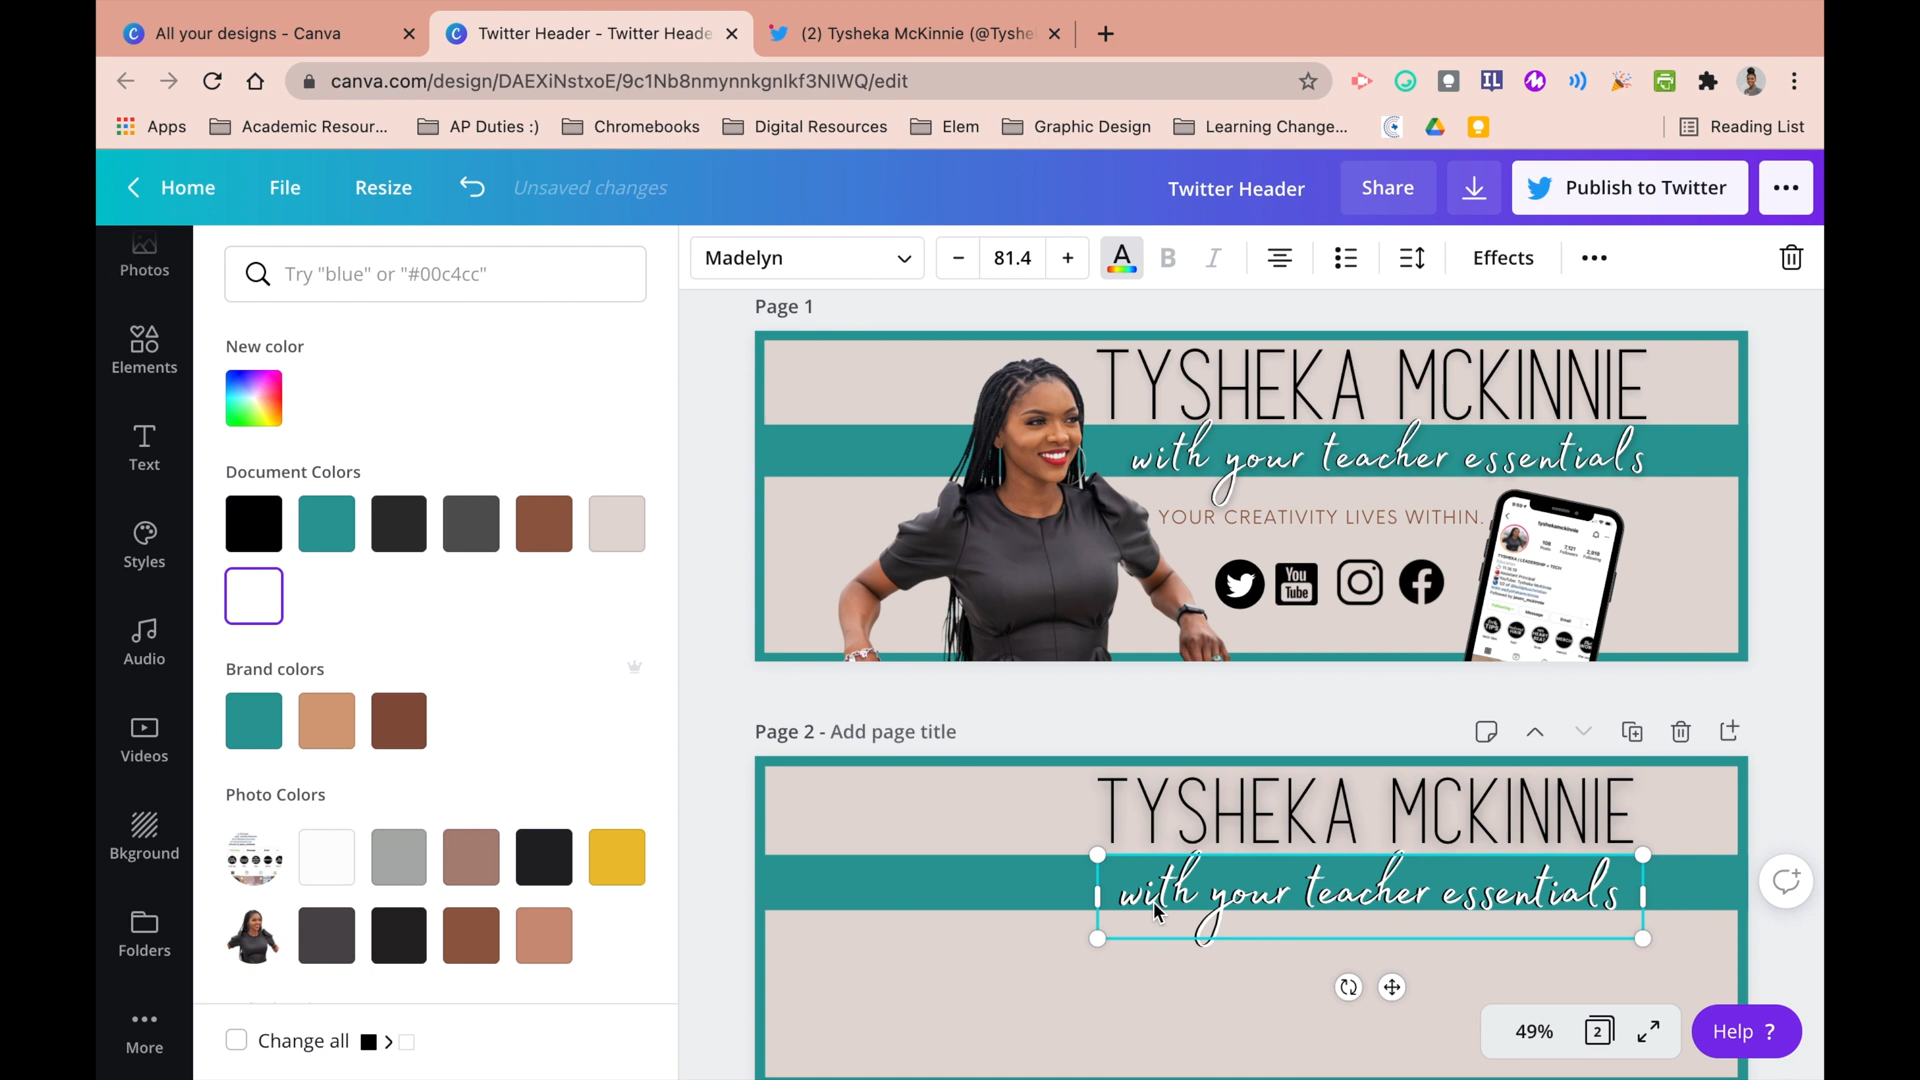 All your designs - Canva
Twitter Header - Twitter Heade
(2) Tysheka McKinnie (@Tyshe
canva.com/design/DAEXiNstxoE/9c1Nb8nmynnkgnIkf3NIWQ/edit
Apps
Academic Resour...
AP Duties :)
Chromebooks
Digital Resources
Elem
Graphic Design
Learning Change...
Reading List
Home
File
Resize
Unsaved changes
Twitter Header
Share
Publish to Twitter
Photos
Elements
Text
Styles
Audio
Videos
Bkground
Folders
More
Try "blue" or "#00c4cc"
New color
Document Colors
Brand colors
Photo Colors
Change all
Madelyn
81.4
A
B
I
Effects
Page 1
TYSHEKA MCKINNIE
with your teacher essentials
YOUR CREATIVITY LIVES WITHIN.
You
Tube
Page 2 - Add page title
TYSHEKA MCKINNIE
with your teacher essentials
49%
2
Help ?